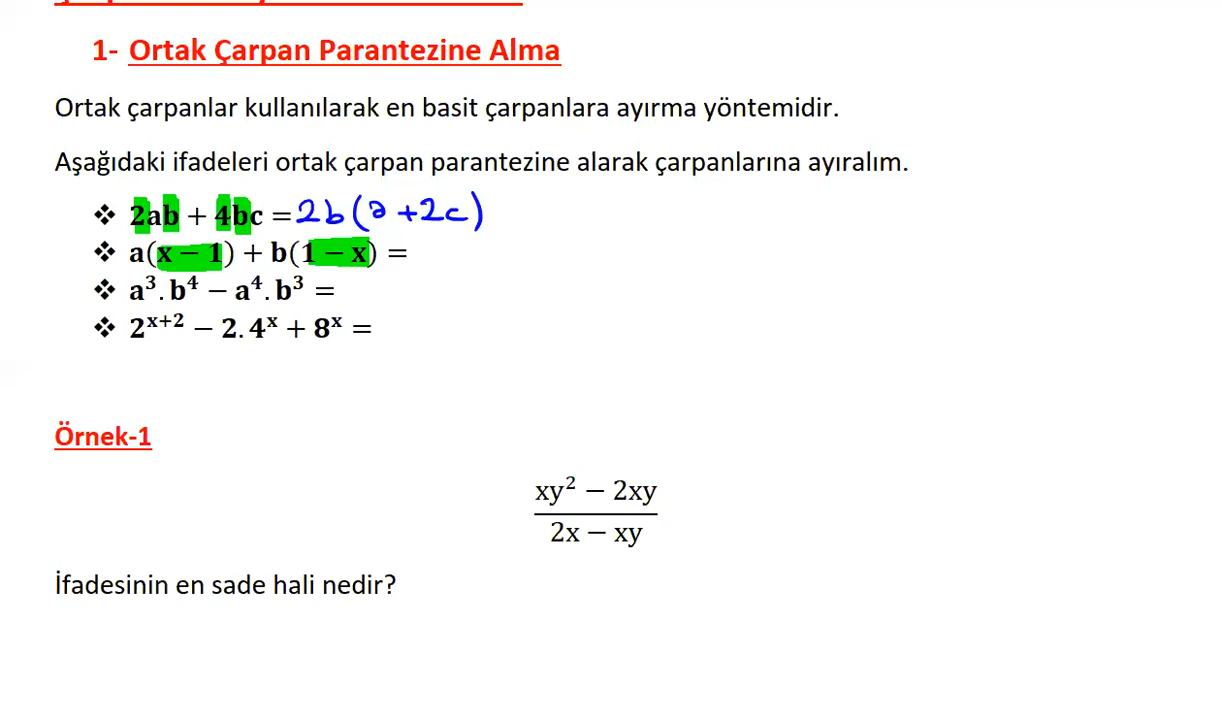 1- Ortak Çarpan Parantezine Alma
Ortak çarpanlar kullanılarak en basit çarpanlara ayırma yöntemidir.
Aşağıdaki ifadeleri ortak çarpan parantezine alarak çarpanlarına ayıralım.
❖ 2ab + 4bc = 2b(a+2c)
❖ a(x − 1) + b(1 − x) =
❖ a³.b⁴ − a⁴.b³ =
❖ 2ˣ⁺² − 2.4ˣ + 8ˣ =
Örnek-1
xy² − 2xy
2x − xy
İfadesinin en sade hali nedir?